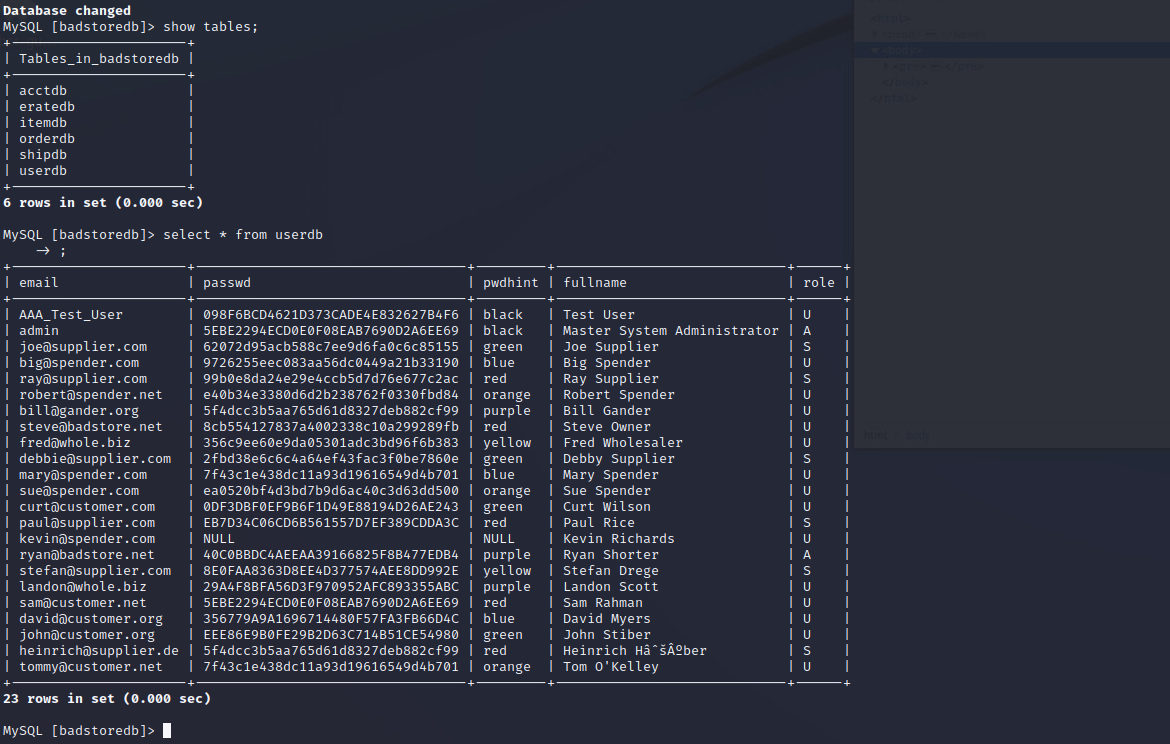 Database changed
MySQL [badstoredb]> show tables;
+----------------------+
| Tables_in_badstoredb |
+----------------------+
| acctdb |
| eratedb |
| itemdb |
| orderdb |
| shipdb |
| userdb |
+----------------------+
6 rows in set (0.000 sec)
MySQL [badstoredb]> select * from userdb
→ ;
+----------------------+----------------------------------+---------+-----------------------------+------+
| email | passwd | pwdhint | fullname | role |
+----------------------+----------------------------------+---------+-----------------------------+------+
| AAA_Test_User | 098F6BCD4621D373CADE4E832627B4F6 | black | Test User | U |
| admin | 5EBE2294ECD0E0F08EAB7690D2A6EE69 | black | Master System Administrator | A |
| joe@supplier.com | 62072d95acb588c7ee9d6fa0c6c85155 | green | Joe Supplier | S |
| big@spender.com | 9726255eec083aa56dc0449a21b33190 | blue | Big Spender | U |
| ray@supplier.com | 99b0e8da24e29e4ccb5d7d76e677c2ac | red | Ray Supplier | S |
| robert@spender.net | e40b34e3380d6d2b238762f0330fbd84 | orange | Robert Spender | U |
| bill@gander.org | 5f4dcc3b5aa765d61d8327deb882cf99 | purple | Bill Gander | U |
| steve@badstore.net | 8cb554127837a4002338c10a299289fb | red | Steve Owner | U |
| fred@whole.biz | 356c9ee60e9da05301adc3bd96f6b383 | yellow | Fred Wholesaler | U |
| debbie@supplier.com | 2fbd38e6c6c4a64ef43fac3f0be7860e | green | Debby Supplier | S |
| mary@spender.com | 7f43c1e438dc11a93d19616549d4b701 | blue | Mary Spender | U |
| sue@spender.com | ea0520bf4d3bd7b9d6ac40c3d63dd500 | orange | Sue Spender | U |
| curt@customer.com | 0DF3DBF0EF9B6F1D49E88194D26AE243 | green | Curt Wilson | U |
| paul@supplier.com | EB7D34C06CD6B561557D7EF389CDDA3C | red | Paul Rice | S |
| kevin@spender.com | NULL | NULL | Kevin Richards | U |
| ryan@badstore.net | 40C0BBDC4AEEAA39166825F8B477EDB4 | purple | Ryan Shorter | A |
| stefan@supplier.com | 8E0FAA8363D8EE4D377574AEE8DD992E | yellow | Stefan Drege | S |
| landon@whole.biz | 29A4F8BFA56D3F970952AFC893355ABC | purple | Landon Scott | U |
| sam@customer.net | 5EBE2294ECD0E0F08EAB7690D2A6EE69 | red | Sam Rahman | U |
| david@customer.org | 356779A9A1696714480F57FA3FB66D4C | blue | David Myers | U |
| john@customer.org | EEE86E9B0FE29B2D63C714B51CE54980 | green | John Stiber | U |
| heinrich@supplier.de | 5f4dcc3b5aa765d61d8327deb882cf99 | red | Heinrich HâˆšÂºber | S |
| tommy@customer.net | 7f43c1e438dc11a93d19616549d4b701 | orange | Tom O'Kelley | U |
+----------------------+----------------------------------+---------+-----------------------------+------+
23 rows in set (0.000 sec)
MySQL [badstoredb]>